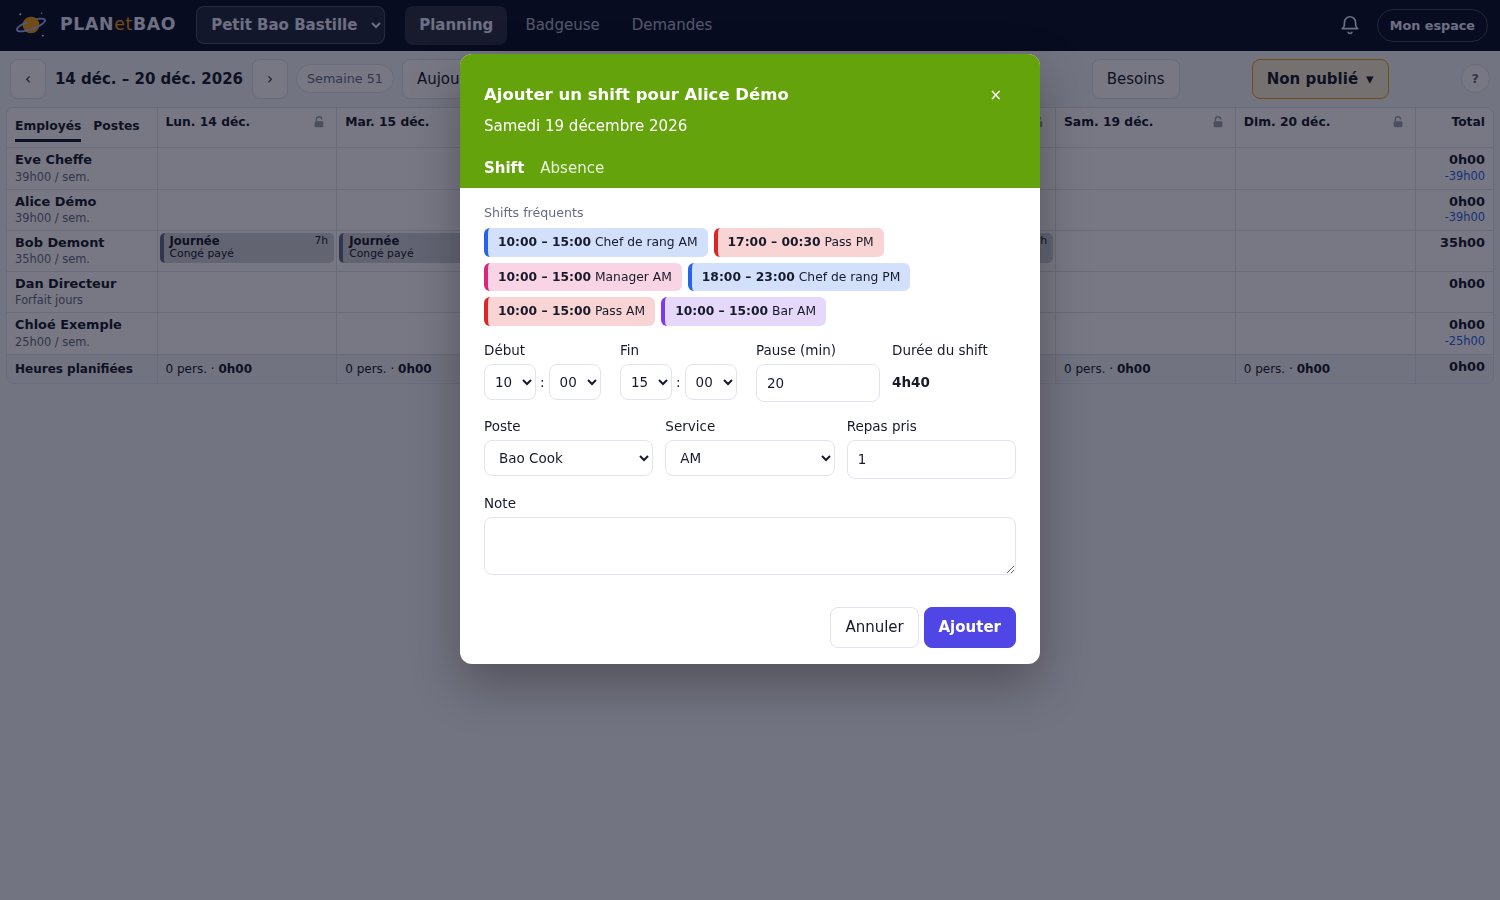 PLANetBAO Petit Bao Bastille Planning Badgeuse Demandes Mon espace
‹ 14 déc. – 20 déc. 2026 › Semaine 51 Aujou Besoins Non publié ▾ ?
Employés Postes Lun. 14 déc. Mar. 15 déc. Sam. 19 déc. Dim. 20 déc. Total
Eve Cheffe 0h00
39h00 / sem. -39h00
Alice Démo 0h00
39h00 / sem. -39h00
Bob Demont Journée 7h Journée h 35h00
35h00 / sem. Congé payé Congé payé
Dan Directeur 0h00
Forfait jours
Chloé Exemple 0h00
25h00 / sem. -25h00
Heures planifiées 0 pers. · 0h00 0 pers. · 0h00 0 pers. · 0h00 0 pers. · 0h00 0h00
Ajouter un shift pour Alice Démo ×
Samedi 19 décembre 2026
Shift Absence
Shifts fréquents
10:00 – 15:00 Chef de rang AM 17:00 – 00:30 Pass PM
10:00 – 15:00 Manager AM 18:00 – 23:00 Chef de rang PM
10:00 – 15:00 Pass AM 10:00 – 15:00 Bar AM
Début Fin Pause (min) Durée du shift
10 : 00 15 : 00 20 4h40
Poste Service Repas pris
Bao Cook AM 1
Note
Annuler Ajouter